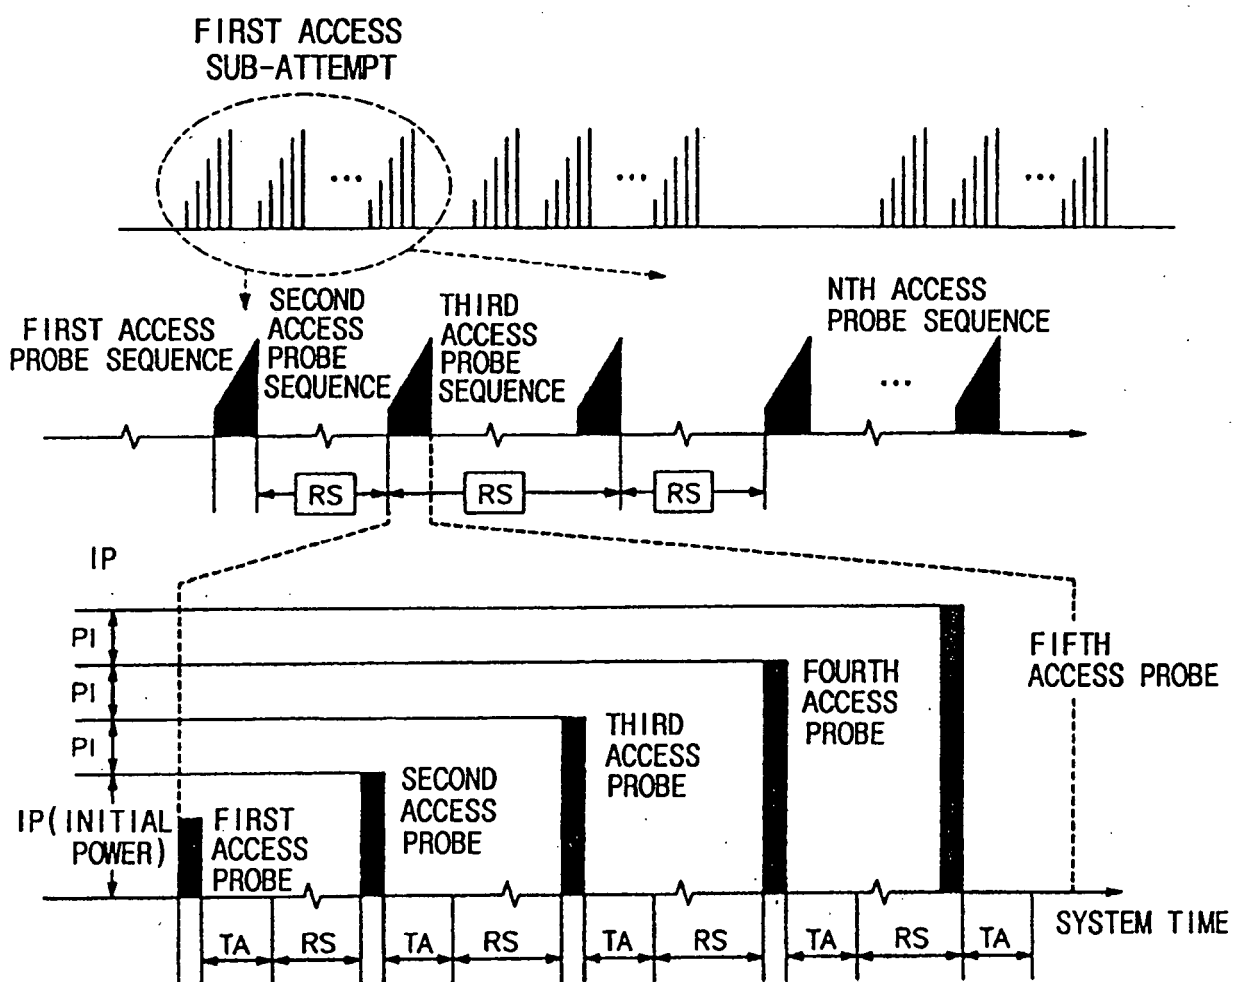 FIRST ACCESS
SUB-ATTEMPT
...
...
...
FIRST ACCESS
PROBE SEQUENCE
SECOND
ACCESS
PROBE
SEQUENCE
THIRD
ACCESS
PROBE
SEQUENCE
NTH ACCESS
PROBE SEQUENCE
...
RS
RS
RS
IP
PI
PI
PI
IP(INITIAL
POWER)
FIRST
ACCESS
PROBE
SECOND
ACCESS
PROBE
THIRD
ACCESS
PROBE
FOURTH
ACCESS
PROBE
FIFTH
ACCESS PROBE
SYSTEM TIME
TA
RS
TA
RS
TA
RS
TA
RS
TA